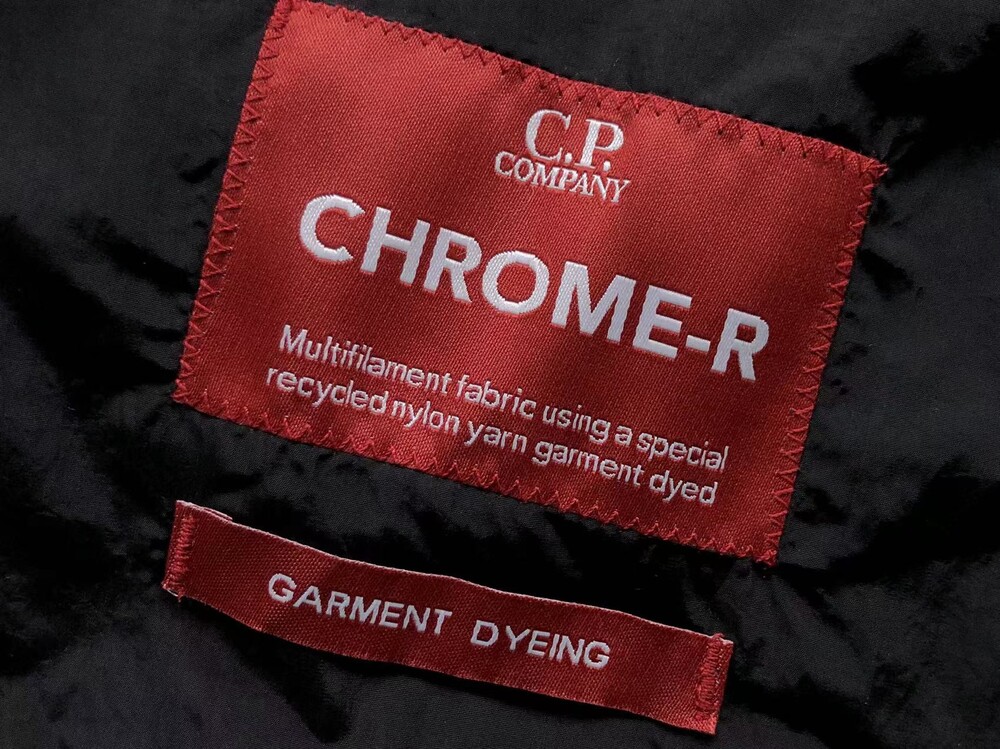 C.P.
COMPANY
CHROME-R
Multifilament fabric using a special
recycled nylon yarn garment dyed
GARMENT DYEING